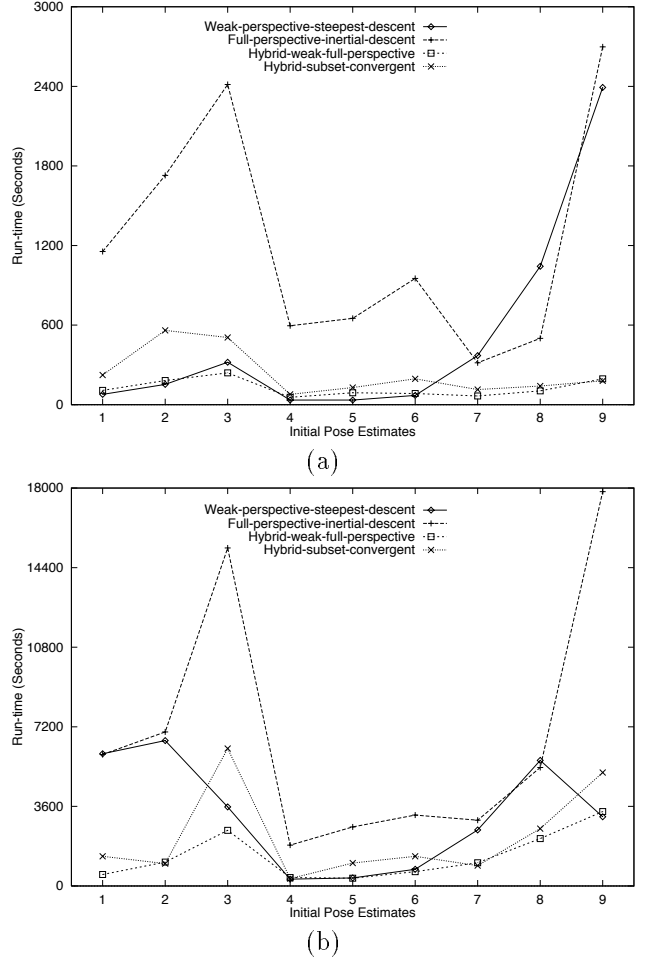 3000
2400
1800
1200
600
0
Run-time (Seconds)
Weak-perspective-steepest-descent
Full-perspective-inertial-descent
Hybrid-weak-full-perspective
Hybrid-subset-convergent
1 2 3 4 5 6 7 8 9
Initial Pose Estimates
(a)
18000
14400
10800
7200
3600
0
Run-time (Seconds)
Weak-perspective-steepest-descent
Full-perspective-inertial-descent
Hybrid-weak-full-perspective
Hybrid-subset-convergent
1 2 3 4 5 6 7 8 9
Initial Pose Estimates
(b)